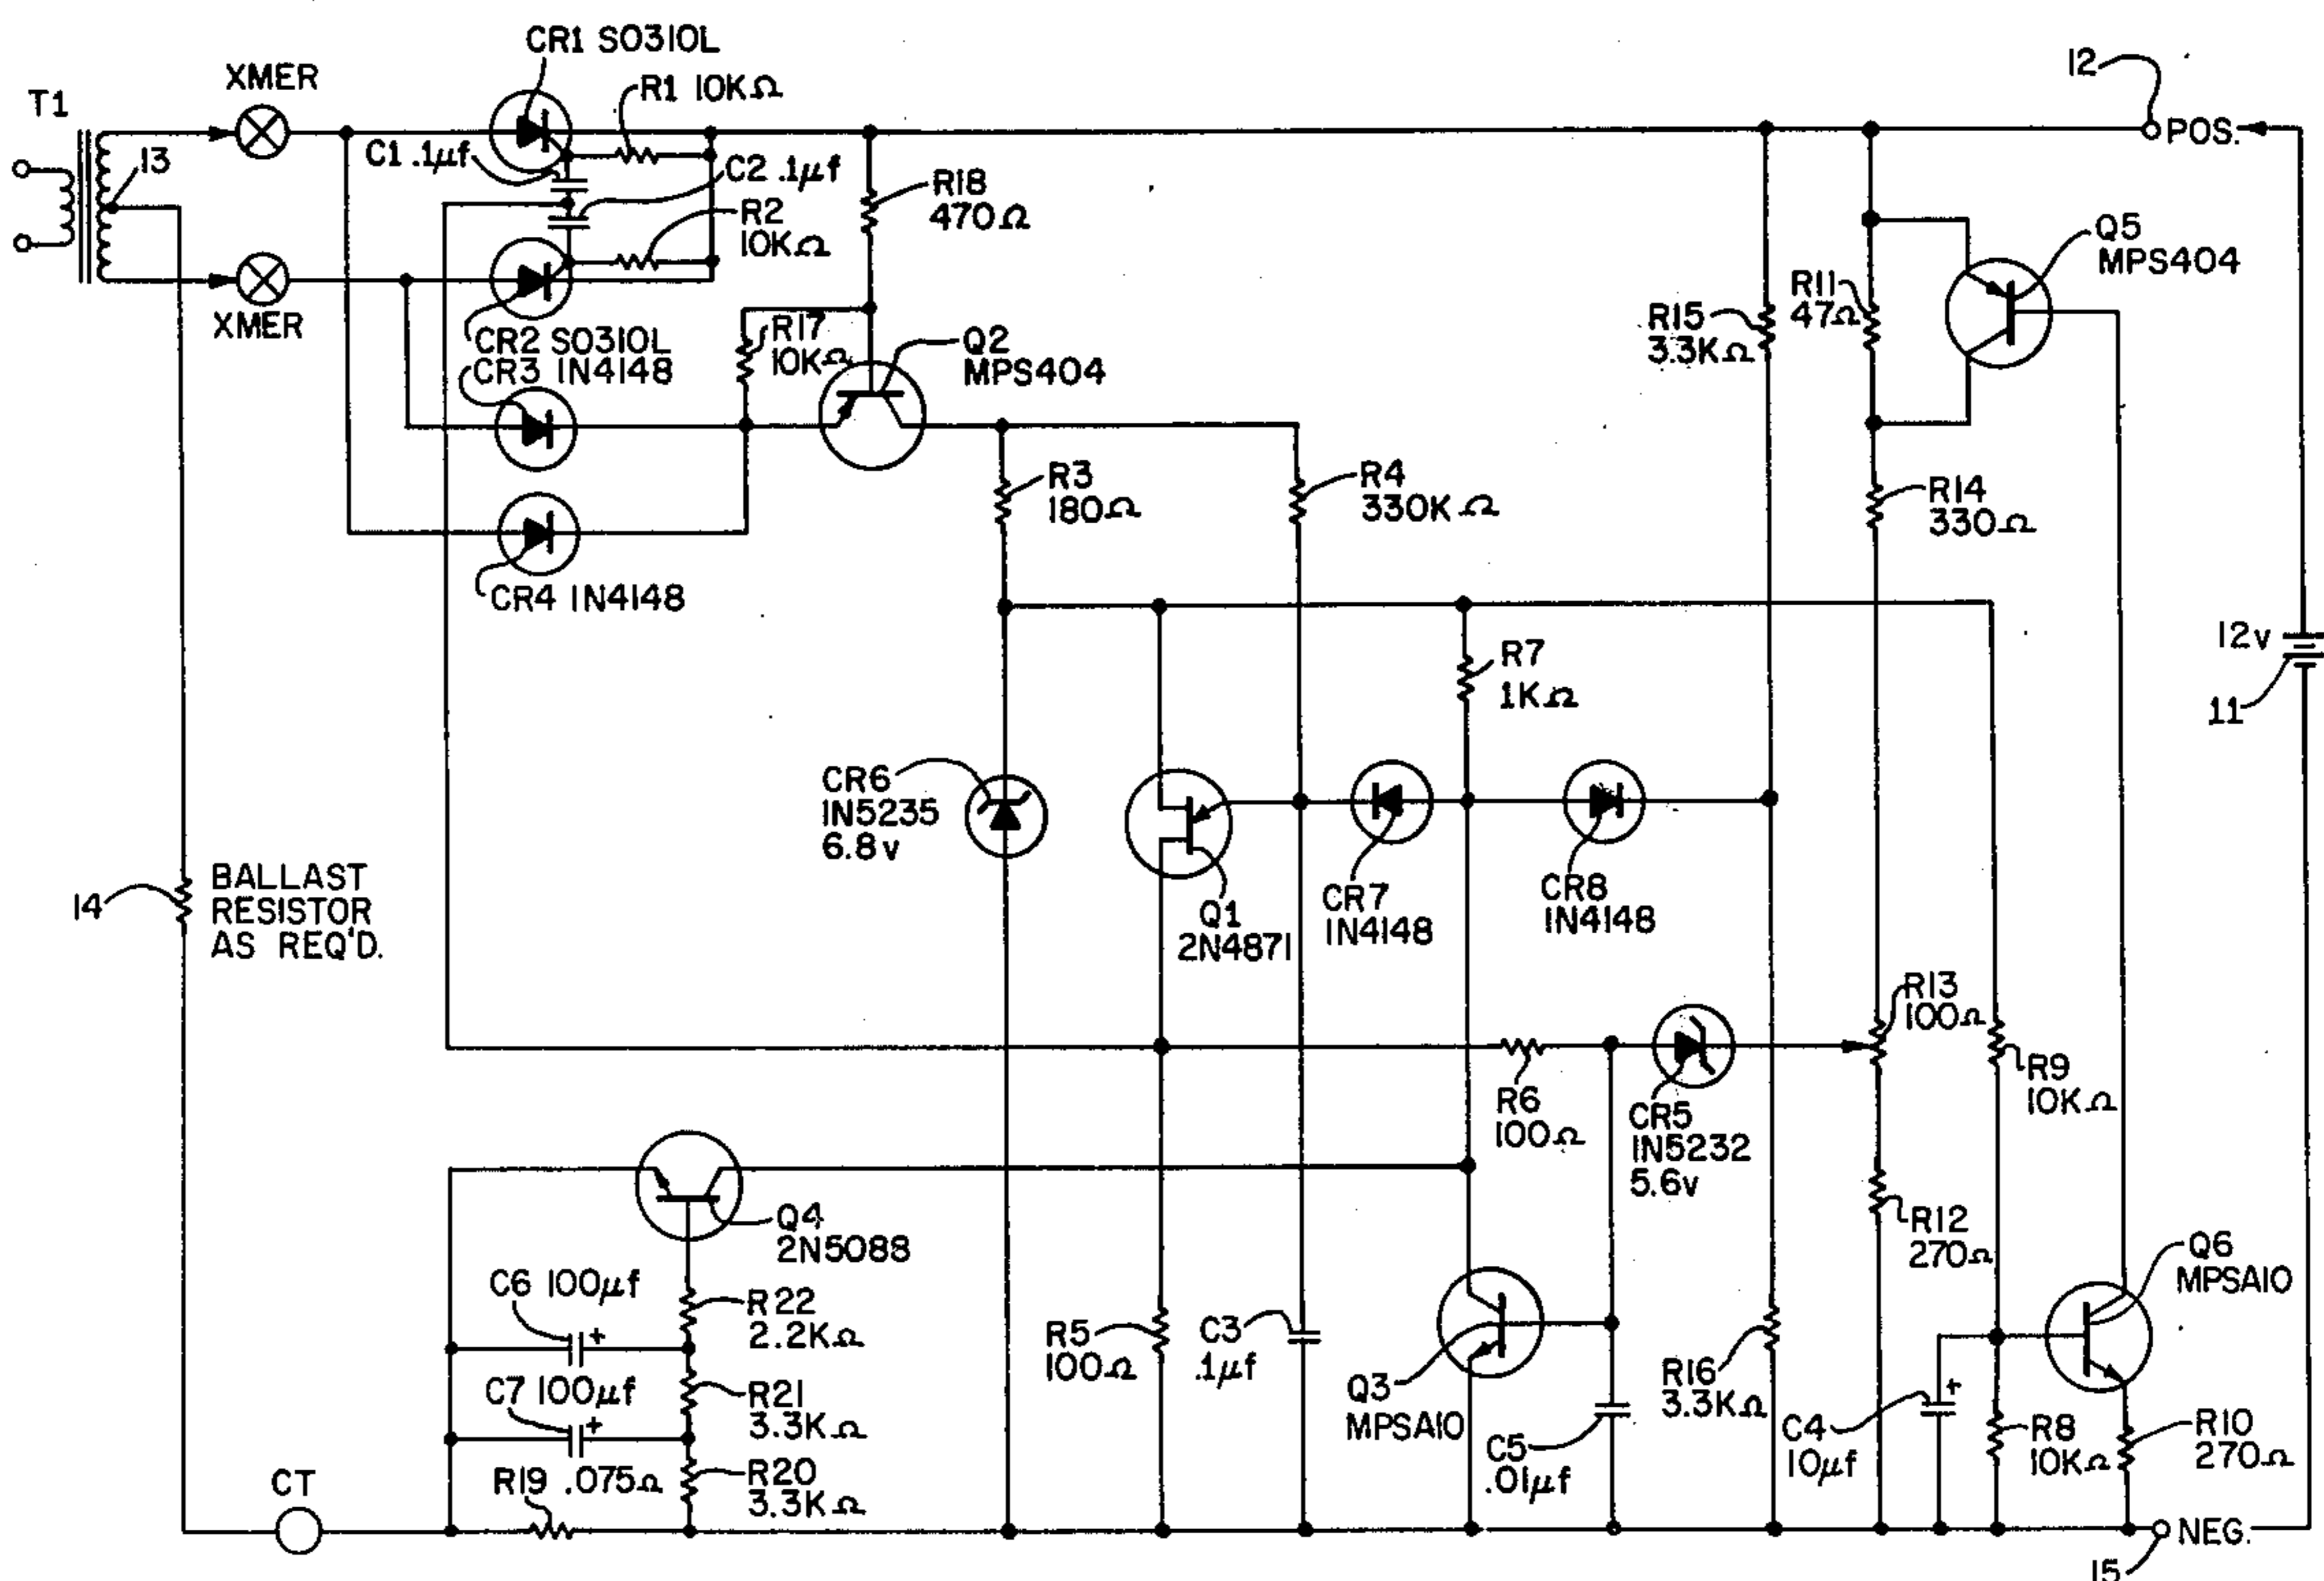 CR1 SO310L
XMER
R1 10KΩ
12
T1
POS.
13
C1 .1µf
C2 .1µf
R18
470Ω
R2
10KΩ
Q5
MPS404
XMER
CR2 SO310L
CR3 IN4148
R17
10KΩ
Q2
MPS404
R15
3.3KΩ
R11
47Ω
R3
180Ω
R4
330KΩ
R14
330Ω
CR4 IN4148
R7
1KΩ
12v
11
CR6
IN5235
6.8v
14
BALLAST
RESISTOR
AS REQ'D.
Q1
2N4871
CR7
IN4148
CR8
IN4148
R13
100Ω
R9
10KΩ
R6
100Ω
CR5
IN5232
5.6v
Q4
2N5088
R12
270Ω
Q6
MPSA10
C6 100µf
+
R22
2.2KΩ
R5
100Ω
C3
.1µf
Q3
MPSA10
R16
3.3KΩ
C7 100µf
+
R21
3.3KΩ
C4
10µf
+
R8
10KΩ
R10
270Ω
C5
.01µf
CT
R19 .075Ω
R20
3.3KΩ
NEG.
15